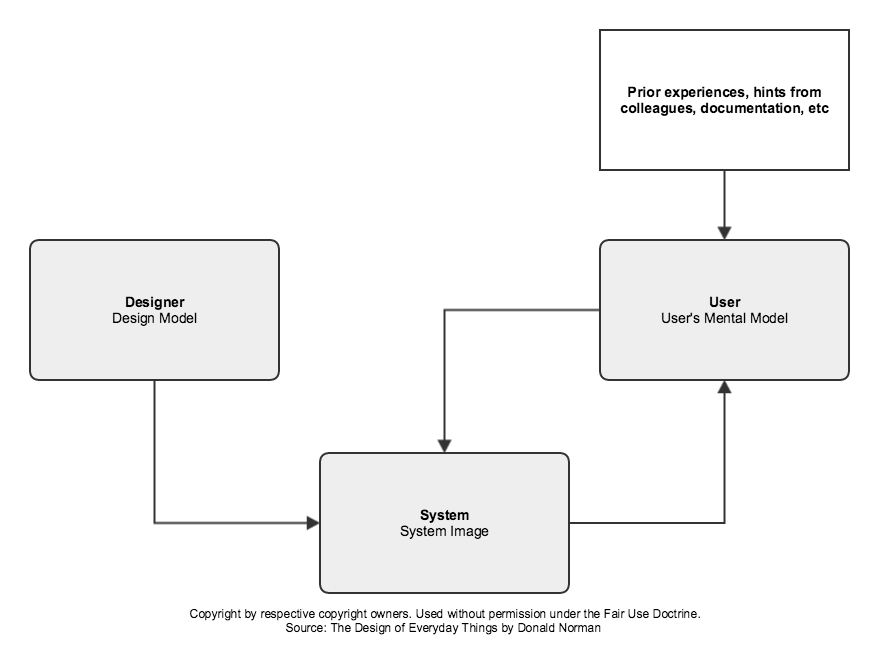 Prior experiences, hints from
colleagues, documentation, etc
Designer
Design Model
User
User's Mental Model
System
System Image
Copyright by respective copyright owners. Used without permission under the Fair Use Doctrine.
Source: The Design of Everyday Things by Donald Norman